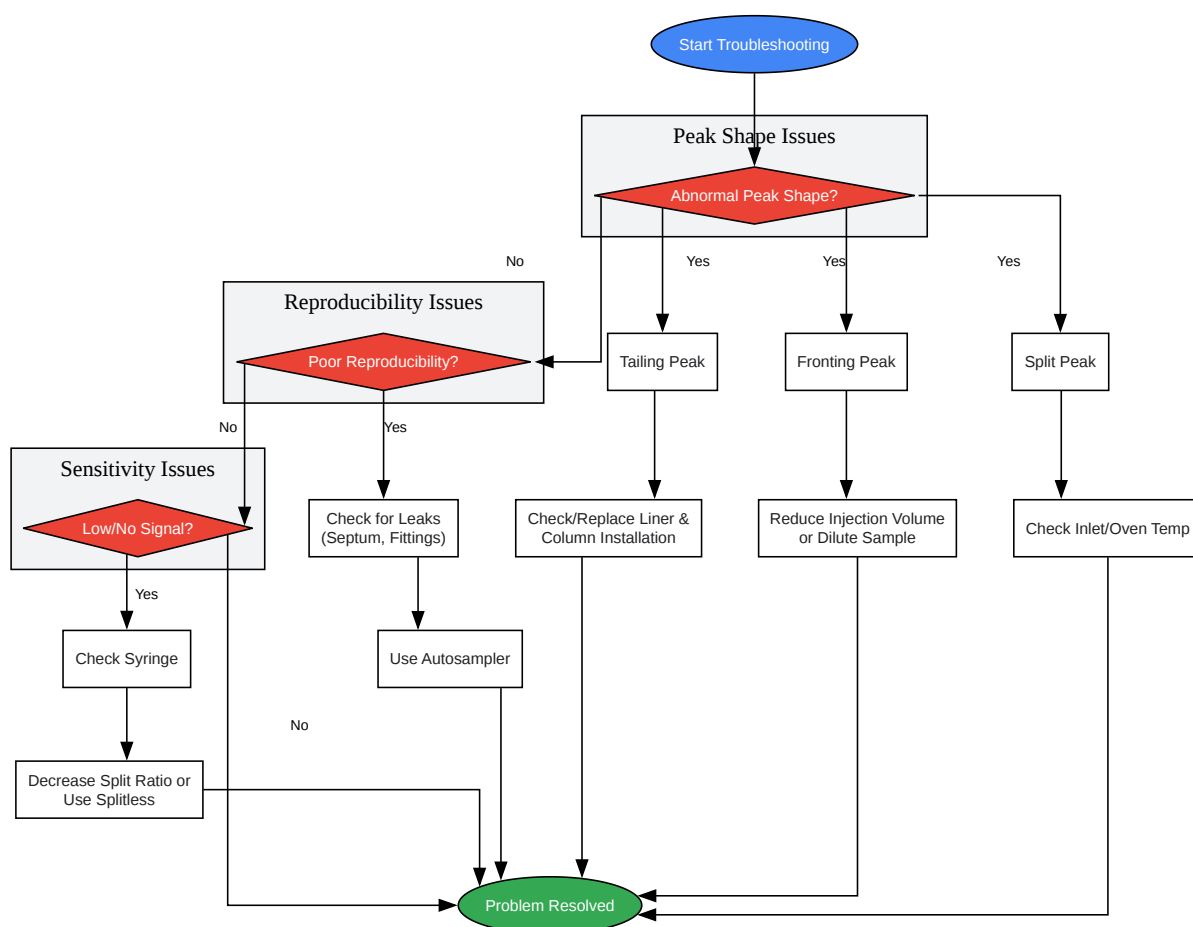 Start Troubleshooting
Peak Shape Issues
Abnormal Peak Shape?
No
Yes
Yes
Yes
Reproducibility Issues
Poor Reproducibility?
Tailing Peak
Fronting Peak
Split Peak
No
Yes
Sensitivity Issues
Low/No Signal?
Check for Leaks
(Septum, Fittings)
Check/Replace Liner &
Column Installation
Reduce Injection Volume
or Dilute Sample
Check Inlet/Oven Temp
Yes
Check Syringe
Use Autosampler
No
Decrease Split Ratio or
Use Splitless
Problem Resolved